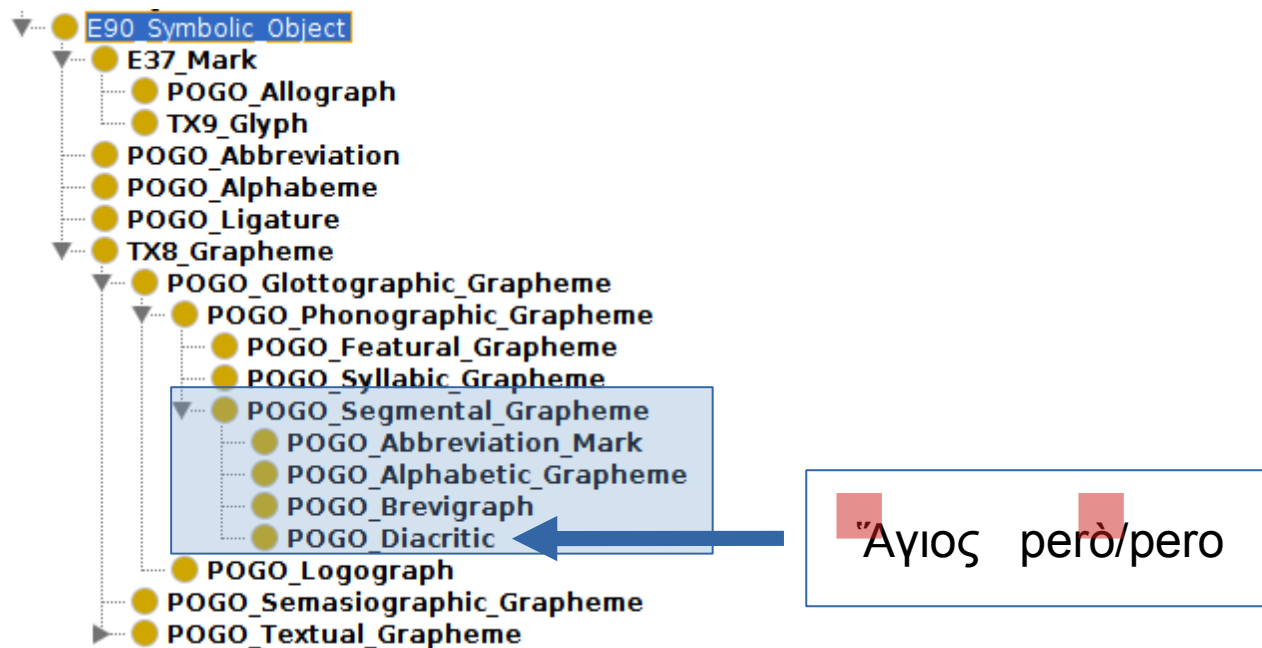 E90_Symbolic_Object
E37_Mark
POGO_Allograph
TX9_Glyph
POGO_Abbreviation
POGO_Alphabeme
POGO_Ligature
TX8_Grapheme
POGO_Glottographic_Grapheme
POGO_Phonographic_Grapheme
POGO_Featural_Grapheme
POGO_Syllabic_Grapheme
POGO_Segmental_Grapheme
POGO_Abbreviation_Mark
POGO_Alphabetic_Grapheme
POGO_Brevigraph
POGO_Diacritic
Ἅγιος però/pero
POGO_Logograph
POGO_Semasiographic_Grapheme
POGO_Textual_Grapheme